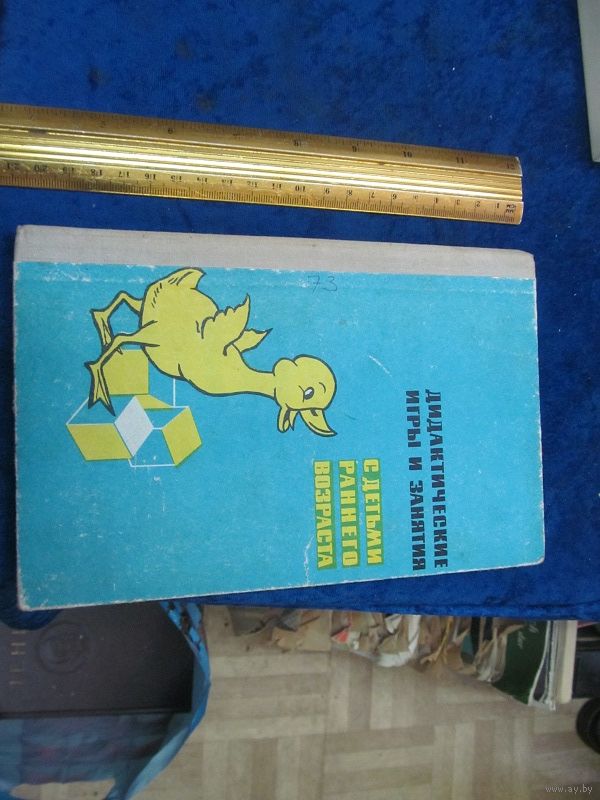 ДИДАКТИЧЕСКИЕ
ИГРЫ И ЗАНЯТИЯ
С ДЕТЬМИ
РАННЕГО
ВОЗРАСТА
73
www.ay.by